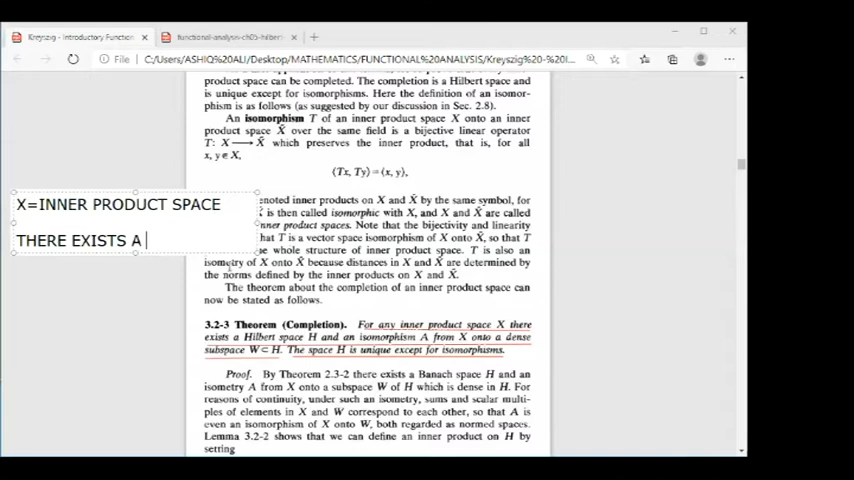 Kreyszig - Introductory Function
functional-analysis-ch05-hilbert
File
C:/Users/ASHIQ%20ALI/Desktop/MATHEMATICS/FUNCTIONAL%20ANALYSIS/Kreyszig%20-%20I...
product space can be completed. The completion is a Hilbert space and
is unique except for isomorphisms. Here the definition of an isomor-
phism is as follows (as suggested by our discussion in Sec. 2.8).
An isomorphism T of an inner product space X onto an inner
product space X̃ over the same field is a bijective linear operator
T: X⟶X̃ which preserves the inner product, that is, for all
x, y ∈ X,
⟨Tx, Ty⟩ = ⟨x, y⟩,
X=INNER PRODUCT SPACE
THERE EXISTS A
enoted inner products on X and X̃ by the same symbol, for
X̃ is then called isomorphic with X, and X and X̃ are called
inner product spaces. Note that the bijectivity and linearity
that T is a vector space isomorphism of X onto X̃, so that T
whole structure of inner product space. T is also an
isometry of X onto X̃ because distances in X and X̃ are determined by
the norms defined by the inner products on X and X̃.
The theorem about the completion of an inner product space can
now be stated as follows.
3.2-3 Theorem (Completion). For any inner product space X there
exists a Hilbert space H and an isomorphism A from X onto a dense
subspace W ⊂ H. The space H is unique except for isomorphisms.
Proof. By Theorem 2.3-2 there exists a Banach space H and an
isometry A from X onto a subspace W of H which is dense in H. For
reasons of continuity, under such an isometry, sums and scalar multi-
ples of elements in X and W correspond to each other, so that A is
even an isomorphism of X onto W, both regarded as normed spaces.
Lemma 3.2-2 shows that we can define an inner product on H by
setting